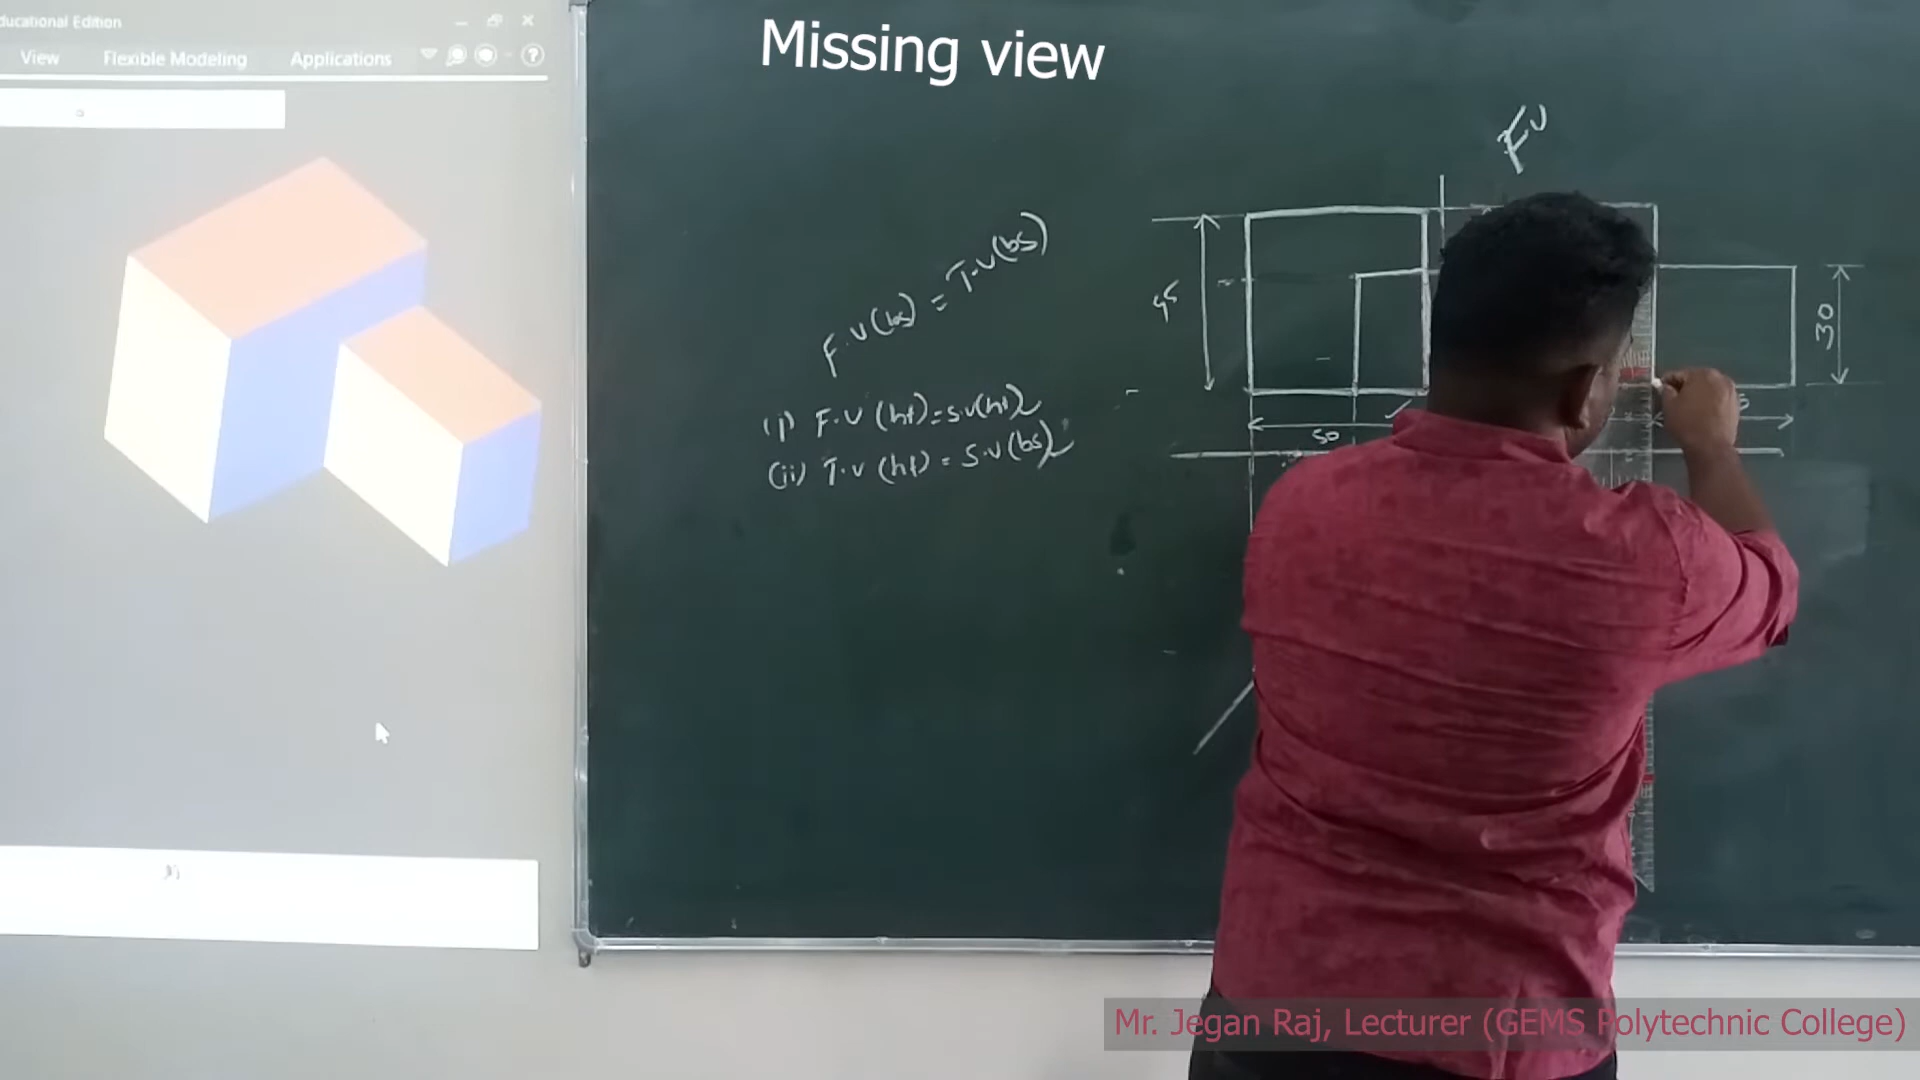 ducational Edition
View Flexible Modeling Applications
Missing view
FV
F.V(bs) = T.V(bs)
(i) F.V (ht) = S.V(ht)
(ii) T.V (ht) = S.V(bs)
45
30
50
5
Mr. Jegan Raj, Lecturer (GEMS Polytechnic College)